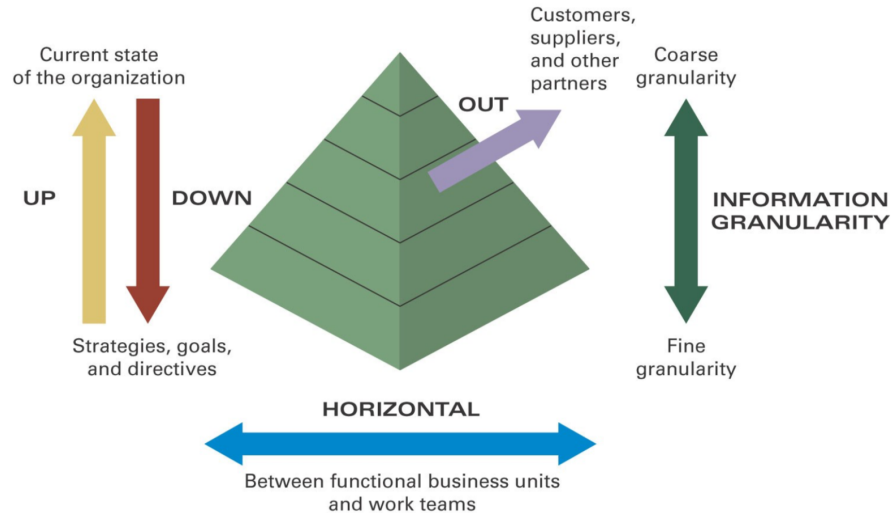 Current state
of the organization
UP
DOWN
Strategies, goals,
and directives
OUT
Customers,
suppliers,
and other
partners
Coarse
granularity
INFORMATION
GRANULARITY
Fine
granularity
HORIZONTAL
Between functional business units
and work teams